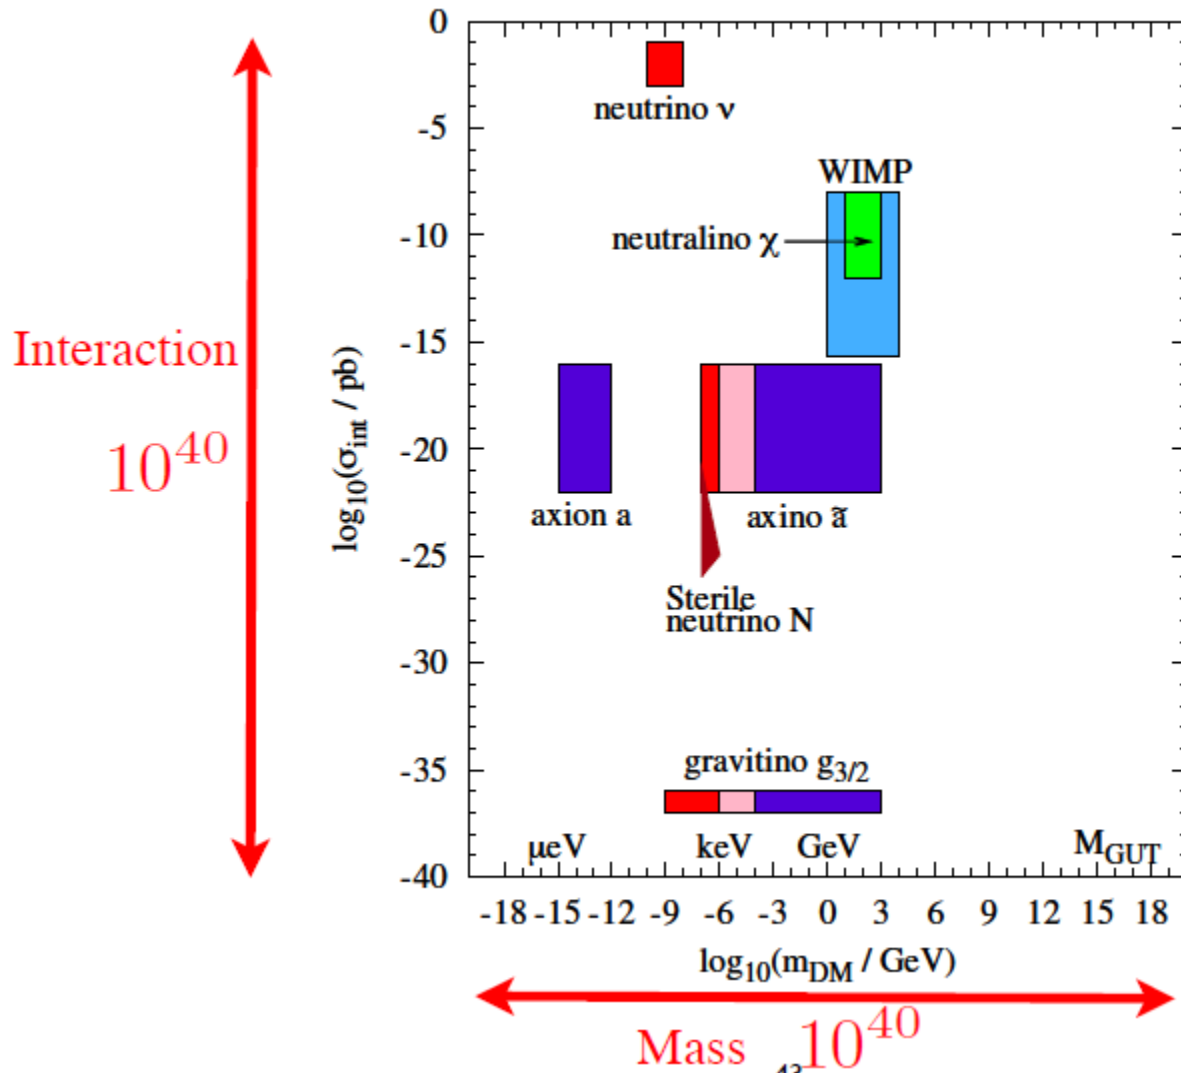 0
neutrino ν
-5
WIMP
neutralino χ
-10
Interaction
-15
10^40
log10(σint / pb)
-20
axion a
axino ã
-25
Sterile
neutrino N
-30
gravitino g3/2
-35
μeV
keV
GeV
MGUT
-40
-18 -15 -12 -9 -6 -3 0 3 6 9 12 15 18
log10(mDM / GeV)
Mass 10^40